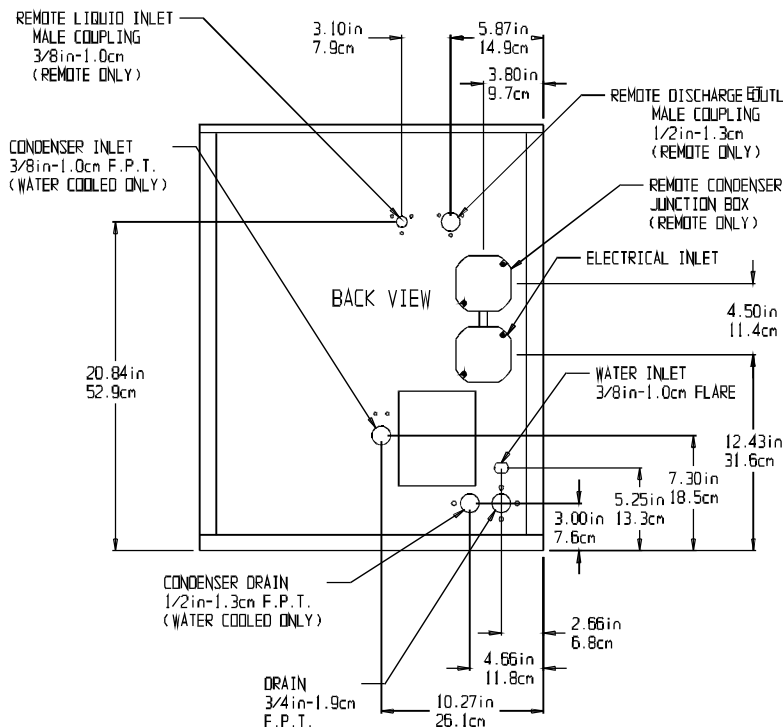 REMOTE LIQUID INLET
MALE COUPLING
3/8in-1.0cm
(REMOTE ONLY)
3.10in
7.9cm
5.87in
14.9cm
3.80in
9.7cm
REMOTE DISCHARGE OUTLET
MALE COUPLING
1/2in-1.3cm
(REMOTE ONLY)
CONDENSER INLET
3/8in-1.0cm F.P.T.
(WATER COOLED ONLY)
REMOTE CONDENSER
JUNCTION BOX
(REMOTE ONLY)
ELECTRICAL INLET
BACK VIEW
4.50in
11.4cm
20.84in
52.9cm
WATER INLET
3/8in-1.0cm FLARE
12.43in
31.6cm
7.30in
18.5cm
5.25in
13.3cm
3.00in
7.6cm
CONDENSER DRAIN
1/2in-1.3cm F.P.T.
(WATER COOLED ONLY)
2.66in
6.8cm
4.66in
11.8cm
DRAIN
3/4in-1.9cm
F.P.T.
10.27in
26.1cm